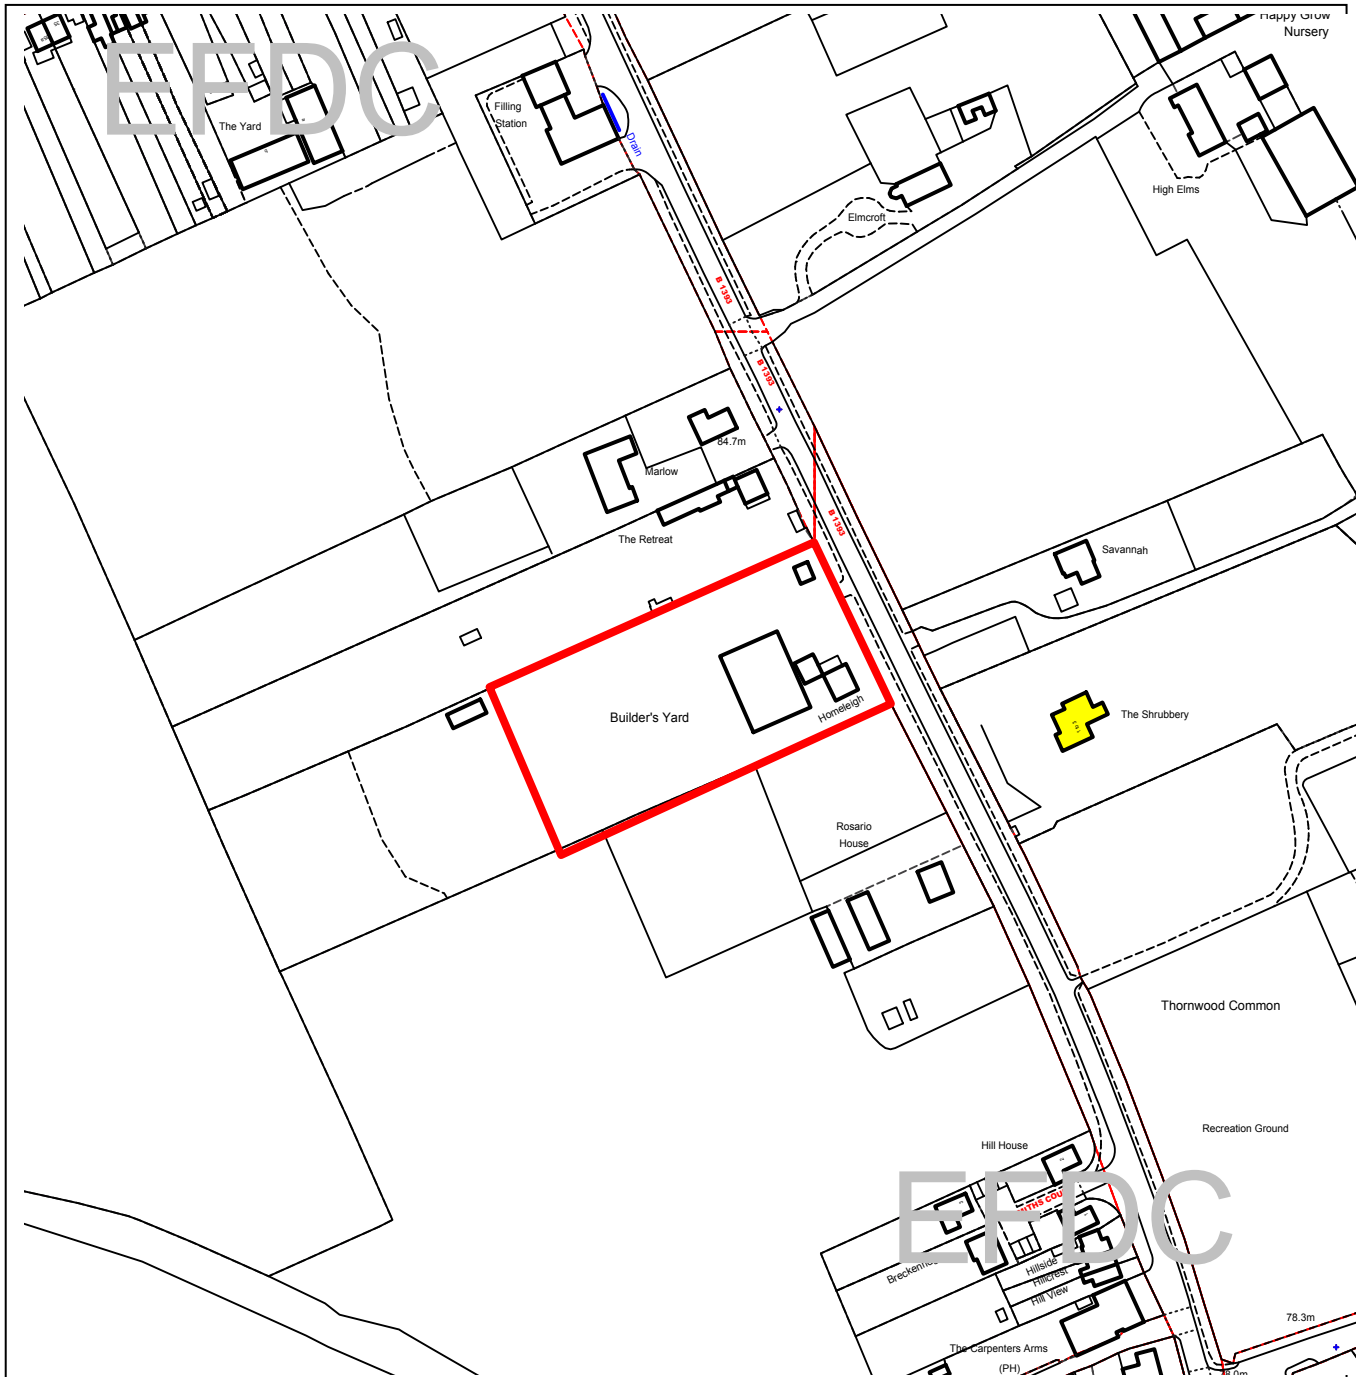 Happy Grow
Nursery
EFDC
Filling
Station
The Yard
Drain
High Elms
Elmcroft
B 1393
B 1393
84.7m
Marlow
B 1393
The Retreat
Savannah
Builder's Yard
Homeleigh
The Shrubbery
Rosario
House
Thornwood Common
Recreation Ground
Hill House
EFDC
Hillside
Hillcrest
Hill View
78.3m
The Carpenters Arms
(PH)